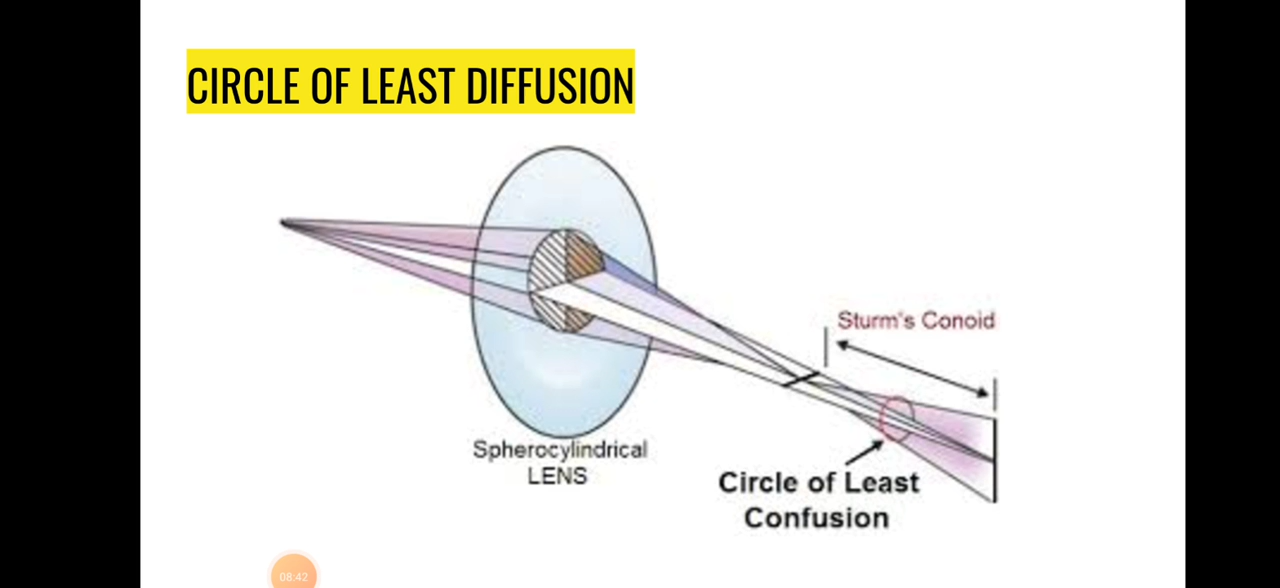 CIRCLE OF LEAST DIFFUSION
Sturm's Conoid
Spherocylindrical
LENS
Circle of Least
Confusion
08:42